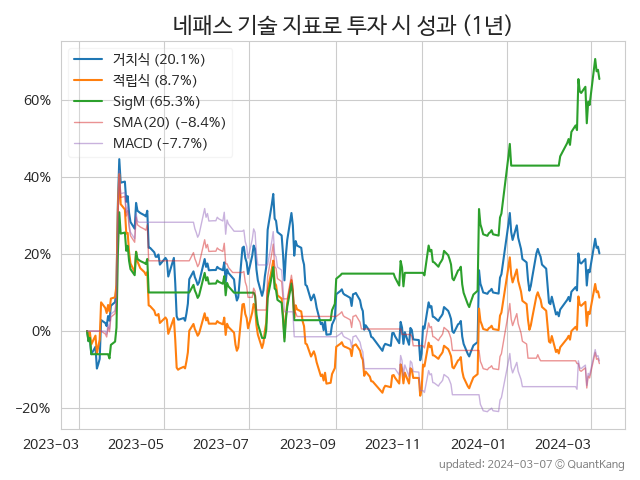 네패스 기술 지표로 투자 시 성과 (1년)
거치식 (20.1%)
적립식 (8.7%)
SigM (65.3%)
SMA(20) (−8.4%)
MACD (−7.7%)
60%
40%
20%
0%
−20%
2023−03 2023−05 2023−07 2023−09 2023−11 2024−01 2024−03
updated: 2024−03−07 ⓒ QuantKang